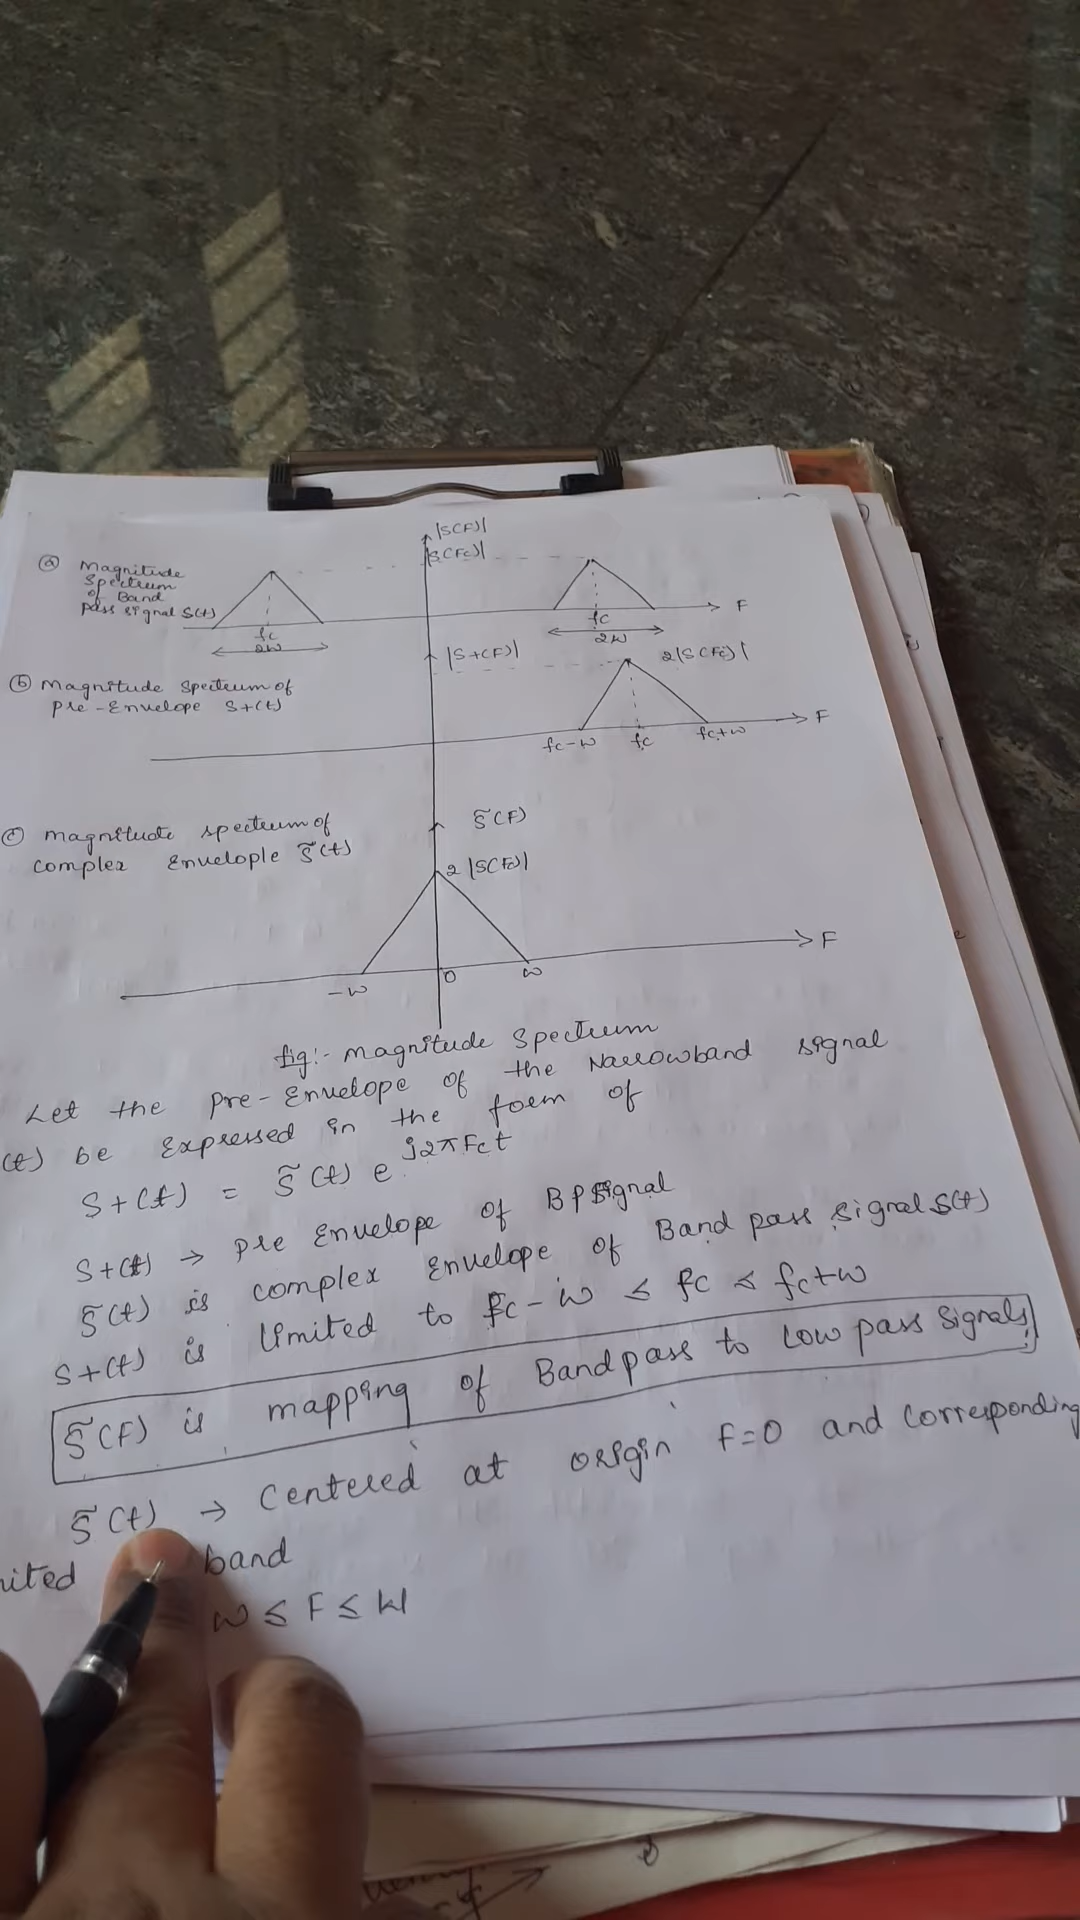 |S(F)|
|S(Fc)|
ⓐ Magnitude
Spectrum
of Band
pass signal S(t)
fc
2W
fc
2W
F
|S+(F)|
2|S(Fc)|
ⓑ Magnitude Spectrum of
Pre-Envelope S+(t)
fc-W fc fc+W
F
S̃(F)
ⓒ magnitude spectrum of
complex Envelople S̃(t)
2|S(Fc)|
F
-W 0 W
fig:- magnitude Spectrum
Let the pre-Envelope of the Narrowband signal
(t) be Expressed in the form of
S+(t) = S̃(t) e^j2πFct
S+(t) → pre Envelope of BP signal
S̃(t) is complex Envelope of Band pass signal S(t)
S+(t) is limited to fc-W ≤ fc ≤ fc+W
S̃(F) is mapping of Bandpass to Low pass signals
S̃(t) → Centered at origin F=0 and corresponding
band
W ≤ F ≤ W